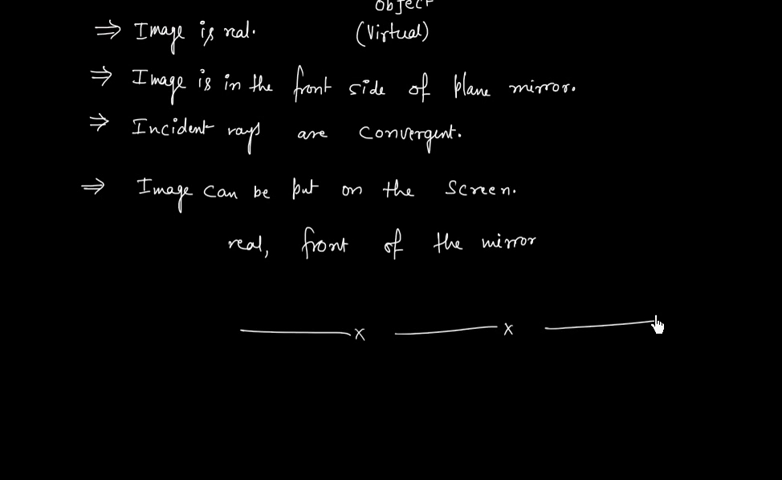 object
⇒ Image is real. (Virtual)
⇒ Image is in the front side of plane mirror.
⇒ Incident rays are convergent.
⇒ Image can be put on the screen.
real, front of the mirror
x x